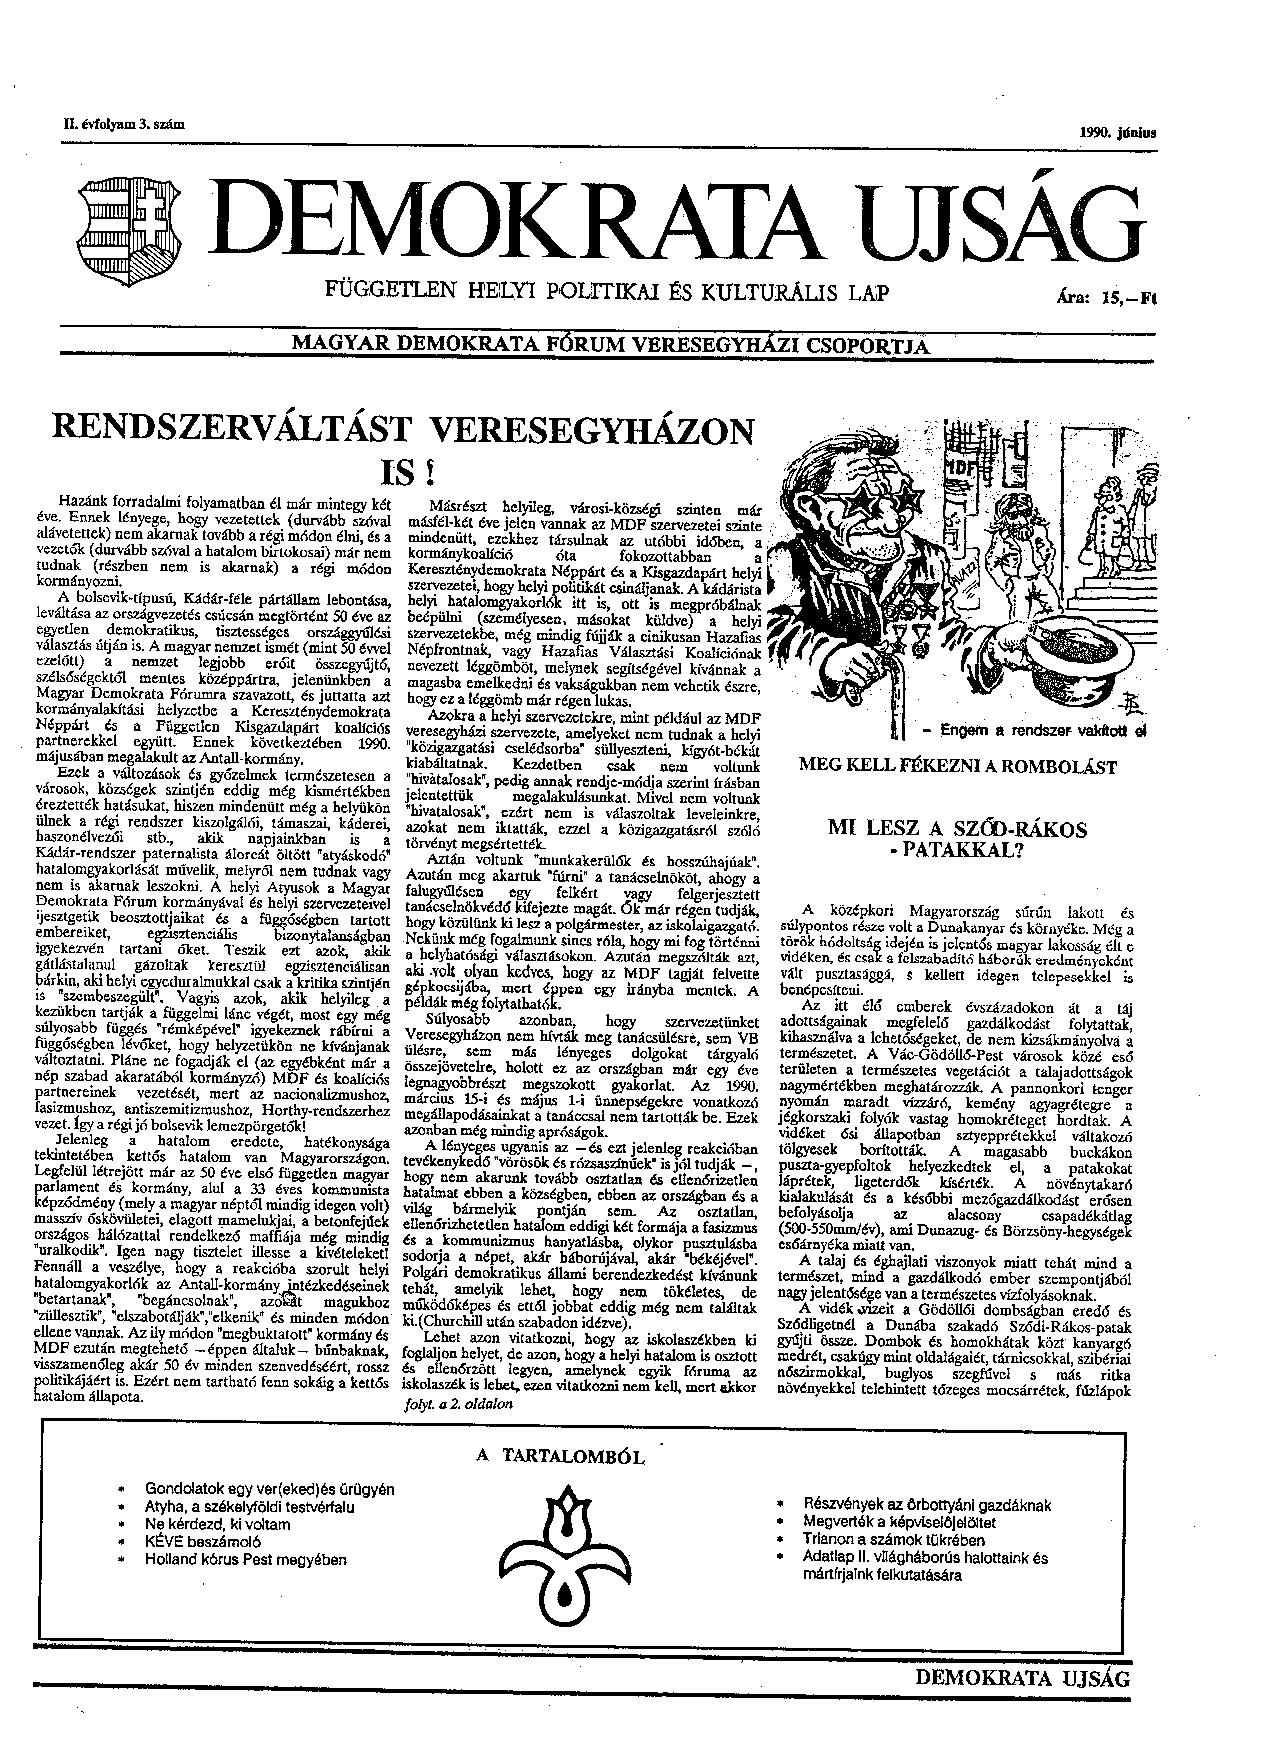 II. évfolyam 3. szám
1990. június
DEMOKRATA UJSÁG
FÜGGETLEN HELYI POLITIKAI ÉS KULTURÁLIS LAP
Ára: 15,–Ft
MAGYAR DEMOKRATA FÓRUM VERESEGYHÁZI CSOPORTJA
RENDSZERVÁLTÁST VERESEGYHÁZON
IS !
Hazánk forradalmi folyamatban él már mintegy két
éve. Ennek lényege, hogy vezetettek (durvább szóval
alávetettek) nem akarnak tovább a régi módon élni, és a
vezetők (durvább szóval a hatalom birtokosai) már nem
tudnak (részben nem is akarnak) a régi módon
kormányozni.
A bolsevik-típusú, Kádár-féle pártállam lebontása,
leváltása az országvezetés csúcsán megtörtént 50 éve az
egyetlen demokratikus, tisztességes országgyűlési
választás útján is. A magyar nemzet ismét (mint 50 évvel
ezelőtt) a nemzet legjobb erőit összegyűjtő,
szélsőségektől mentes középpártra, jelenünkben a
Magyar Demokrata Fórumra szavazott, és juttatta azt
kormányalakítási helyzetbe a Kereszténydemokrata
Néppárt és a Független Kisgazdapárt koalíciós
partnerekkel együtt. Ennek következtében 1990.
májusában megalakult az Antall-kormány.
Ezek a változások és győzelmek természetesen a
városok, községek szintjén eddig még kismértékben
éreztették hatásukat, hiszen mindenütt még a helyükön
ülnek a régi rendszer kiszolgálói, támaszai, káderei,
haszonélvezői stb., akik napjainkban is a
Kádár-rendszer paternalista álorcát öltött "atyáskodó"
hatalomgyakorlását művelik, melyről nem tudnak vagy
nem is akarnak leszokni. A helyi Atyusok a Magyar
Demokrata Fórum kormányával és helyi szervezeteivel
ijesztgetik beosztottjaikat és a függőségben tartott
embereiket, egzisztenciális bizonytalanságban
igyekezvén tartani őket. Teszik ezt azok, akik
gátlástalanul gázoltak keresztül egzisztenciálisan
bárkin, aki helyi egyeduralmukkal csak a kritika szintjén
is "szembeszegült". Vagyis azok, akik helyileg a
kezükben tartják a függelmi lánc végét, most egy még
súlyosabb függés "rémképével" igyekeznek rábírni a
függőségben lévőket, hogy helyzetükön ne kívánjanak
változtatni. Pláne ne fogadják el (az egyébként már a
nép szabad akaratából kormányzó) MDF és koalíciós
partnereinek vezetését, mert az nacionalizmushoz,
fasizmushoz, antiszemitizmushoz, Horthy-rendszerhez
vezet. Így a régi jó bolsevik lemezpörgetők!
Jelenleg a hatalom eredete, hatékonysága
tekintetében kettős hatalom van Magyarországon.
Legfelül létrejött már az 50 éve első független magyar
parlament és kormány, alul a 33 éves kommunista
képződmény (mely a magyar néptől mindig idegen volt)
masszív őskövületei, elagott mamelukjai, a betonfejűek
országos hálózattal rendelkező maffiája még mindig
"uralkodik". Igen nagy tisztelet illesse a kivételeket!
Fennáll a veszélye, hogy a reakcióba szorult helyi
hatalomgyakorlók az Antall-kormány intézkedéseinek
"betartanak", "begáncsolnak", azokat magukhoz
"züllesztik", "elszabotálják","elkenik" és minden módon
ellene vannak. Az ily módon "megbuktatott" kormány és
MDF ezután megtehető –éppen általuk– bűnbaknak,
visszamenőleg akár 50 év minden szenvedéséért, rossz
politikájáért is. Ezért nem tartható fenn sokáig a kettős
hatalom állapota.
Másrészt helyileg, városi-községi szinten már
másfél-két éve jelen vannak az MDF szervezetei szinte
mindenütt, ezekhez társulnak az utóbbi időben, a
kormánykoalíció óta fokozottabban a
Kereszténydemokrata Néppárt és a Kisgazdapárt helyi
szervezetei, hogy helyi politikát csináljanak. A kádárista
helyi hatalomgyakorlók itt is, ott is megpróbálnak
beépülni (személyesen, másokat küldve) a helyi
szervezetekbe, még mindig fújják a cinikusan Hazafias
Népfrontnak, vagy Hazafias Választási Koalíciónak
nevezett léggömböt, melynek segítségével kívánnak a
magasba emelkedni és vakságukban nem vehetik észre,
hogy ez a léggömb már régen lukas.
Azokra a helyi szervezetekre, mint például az MDF
veresegyházi szervezete, amelyeket nem tudnak a helyi
"közigazgatási cselédsorba" süllyeszteni, kígyót-békát
kiabáltatnak. Kezdetben csak nem voltunk
"hivatalosak", pedig annak rendje-módja szerint írásban
jelentettük megalakulásunkat. Mivel nem voltunk
"hivatalosak", ezért nem is válaszoltak leveleinkre,
azokat nem iktatták, ezzel a közigazgatásról szóló
törvényt megsértették.
Aztán voltunk "munkakerülők és hosszúhajúak".
Azután meg akartuk "fúrni" a tanácselnököt, ahogy a
falugyűlésen egy felkért vagy felgerjesztett
tanácselnökvédő kifejezte magát. Ők már régen tudják,
hogy közülünk ki lesz a polgármester, az iskolaigazgató.
Nekünk még fogalmunk sincs róla, hogy mi fog történni
a helyhatósági választásokon. Azután megszólták azt,
aki volt olyan kedves, hogy az MDF tagját felvette
gépkocsijába, mert éppen egy irányba mentek. A
példák még folytathatók.
Súlyosabb azonban, hogy szervezetünket
Veresegyházon nem hívták meg tanácsülésre, sem VB
ülésre, sem más lényeges dolgokat tárgyaló
összejövetelre, holott ez az országban már egy éve
legnagyobbrészt megszokott gyakorlat. Az 1990.
március 15-i és május 1-i ünnepségekre vonatkozó
megállapodásainkat a tanáccsal nem tartották be. Ezek
azonban még mindig apróságok.
A lényeges ugyanis az –és ezt jelenleg reakcióban
tevékenykedő "vörösök és rózsaszínűek" is jól tudják –,
hogy nem akarunk tovább osztatlan és ellenőrizetlen
hatalmat ebben a községben, ebben az országban és a
világ bármelyik pontján sem. Az osztatlan,
ellenőrizhetetlen hatalom eddigi két formája a fasizmus
és a kommunizmus hanyatlásba, olykor pusztulásba
sodorja a népet, akár háborújával, akár "békéjével".
Polgári demokratikus állami berendezkedést kívánunk
tehát, amelyik lehet, hogy nem tökéletes, de
működőképes és ettől jobbat eddig még nem találtak
ki.(Churchill után szabadon idézve).
Lehet azon vitatkozni, hogy az iskolaszékben ki
foglaljon helyet, de azon, hogy a helyi hatalom is osztott
és ellenőrzött legyen, amelynek egyik fóruma az
iskolaszék is lehet, ezen vitatkozni nem kell, mert akkor
folyt. a 2. oldalon
MDF
– Engem a rendszer vakított el
MEG KELL FÉKEZNI A ROMBOLÁST
MI LESZ A SZŐD-RÁKOS
- PATAKKAL?
A középkori Magyarország sűrűn lakott és
súlypontos része volt a Dunakanyar és környéke. Még a
török hódoltság idején is jelentős magyar lakosság élt e
vidéken, és csak a felszabadító háborúk eredményeként
vált pusztasággá, s kellett idegen telepesekkel is
benépesíteni.
Az itt élő emberek évszázadokon át a táj
adottságainak megfelelő gazdálkodást folytattak,
kihasználva a lehetőségeket, de nem kizsákmányolva a
természetet. A Vác-Gödöllő-Pest városok közé eső
területen a természetes vegetációt a talajadottságok
nagymértékben meghatározzák. A pannonkori tenger
nyomán maradt vízzáró, kemény agyagrétegre a
jégkorszaki folyók vastag homokréteget hordtak. A
vidéket ősi állapotban sztyepprétekkel váltakozó
tölgyesek borították. A magasabb buckákon
puszta-gyepfoltok helyezkedtek el, a patakokat
láprétek, ligeterdők kísérték. A növénytakaró
kialakulását és a későbbi mezőgazdálkodást erősen
befolyásolja az alacsony csapadékátlag
(500-550mm/év), ami Dunazug- és Börzsöny-hegységek
esőárnyéka miatt van.
A talaj és éghajlati viszonyok miatt tehát mind a
természet, mind a gazdálkodó ember szempontjából
nagy jelentősége van a természetes vízfolyásoknak.
A vidék vizeit a Gödöllői dombságban eredő és
Sződligetnél a Dunába szakadó Sződi-Rákos-patak
gyűjti össze. Dombok és homokhátak közt kanyargó
medrét, csakúgy mint oldalágaiét, tárnicsokkal, szibériai
nőszirmokkal, buglyos szegfűvel s más ritka
növényekkel telehintett tőzeges mocsárrétek, fűzlápok
A TARTALOMBÓL
* Gondolatok egy ver(eked)és ürügyén
* Atyha, a székelyföldi testvérfalu
* Ne kérdezd, ki voltam
* KÉVE beszámoló
* Holland kórus Pest megyében
* Részvények az őrbottyáni gazdáknak
* Megverték a képviselőjelöltet
* Trianon a számok tükrében
* Adatlap II. világháborús halottaink és
mártírjaink felkutatására
DEMOKRATA UJSÁG